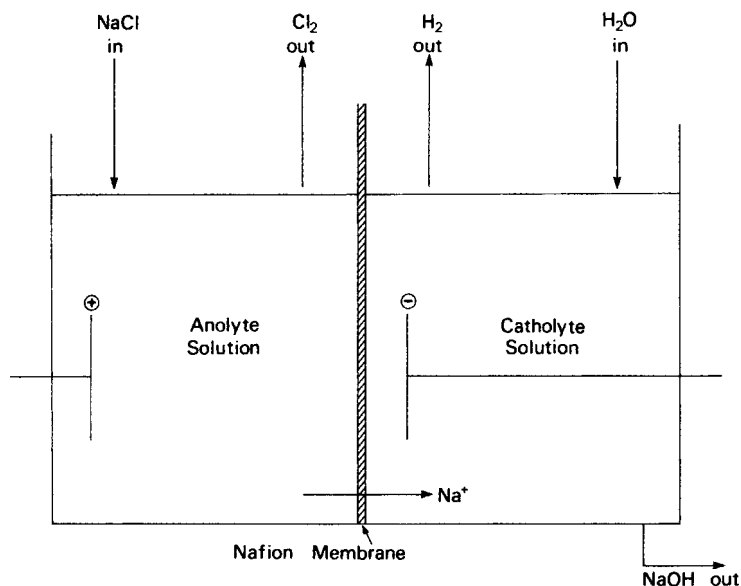 NaCl
in
Cl₂
out
H₂
out
H₂O
in
⊕
⊖
Anolyte
Solution
Catholyte
Solution
Na⁺
Nafion Membrane
NaOH out